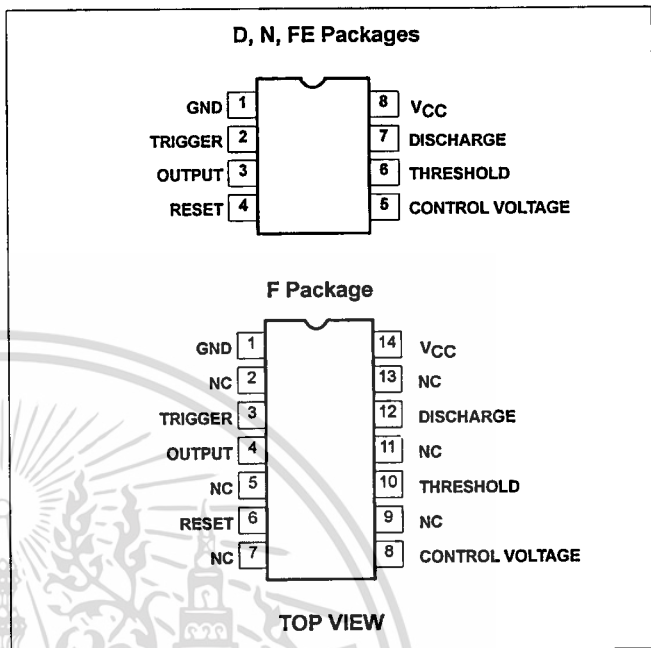 D, N, FE Packages
GND 1 8 VCC
TRIGGER 2 7 DISCHARGE
OUTPUT 3 6 THRESHOLD
RESET 4 5 CONTROL VOLTAGE
F Package
GND 1 14 VCC
NC 2 13 NC
TRIGGER 3 12 DISCHARGE
OUTPUT 4 11 NC
NC 5 10 THRESHOLD
RESET 6 9 NC
NC 7 8 CONTROL VOLTAGE
TOP VIEW